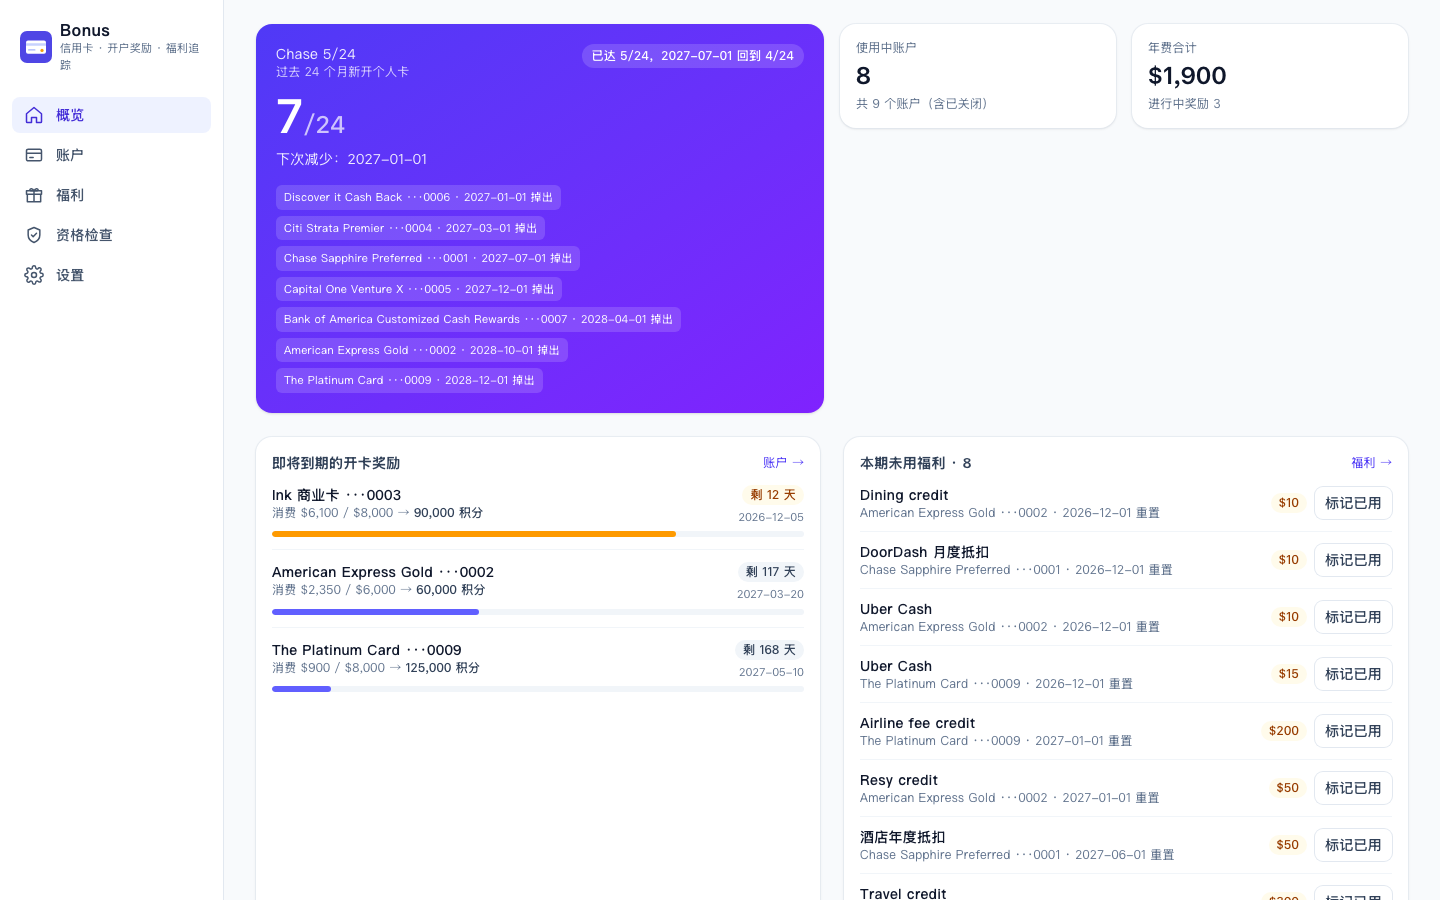 Bonus
信用卡 · 开户奖励 · 福利追
踪
概览
账户
福利
资格检查
设置
Chase 5/24
过去 24 个月新开个人卡
已达 5/24，2027-07-01 回到 4/24
7/24
下次减少：2027-01-01
Discover it Cash Back ···0006 · 2027-01-01 掉出
Citi Strata Premier ···0004 · 2027-03-01 掉出
Chase Sapphire Preferred ···0001 · 2027-07-01 掉出
Capital One Venture X ···0005 · 2027-12-01 掉出
Bank of America Customized Cash Rewards ···0007 · 2028-04-01 掉出
American Express Gold ···0002 · 2028-10-01 掉出
The Platinum Card ···0009 · 2028-12-01 掉出
使用中账户
8
共 9 个账户（含已关闭）
年费合计
$1,900
进行中奖励 3
即将到期的开卡奖励
账户 →
Ink 商业卡 ···0003
剩 12 天
消费 $6,100 / $8,000 → 90,000 积分
2026-12-05
American Express Gold ···0002
剩 117 天
消费 $2,350 / $6,000 → 60,000 积分
2027-03-20
The Platinum Card ···0009
剩 168 天
消费 $900 / $8,000 → 125,000 积分
2027-05-10
本期未用福利 · 8
福利 →
Dining credit
American Express Gold ···0002 · 2026-12-01 重置
$10
标记已用
DoorDash 月度抵扣
Chase Sapphire Preferred ···0001 · 2026-12-01 重置
$10
标记已用
Uber Cash
American Express Gold ···0002 · 2026-12-01 重置
$10
标记已用
Uber Cash
The Platinum Card ···0009 · 2026-12-01 重置
$15
标记已用
Airline fee credit
The Platinum Card ···0009 · 2027-01-01 重置
$200
标记已用
Resy credit
American Express Gold ···0002 · 2027-01-01 重置
$50
标记已用
酒店年度抵扣
Chase Sapphire Preferred ···0001 · 2027-06-01 重置
$50
标记已用
Travel credit
$300
标记已用